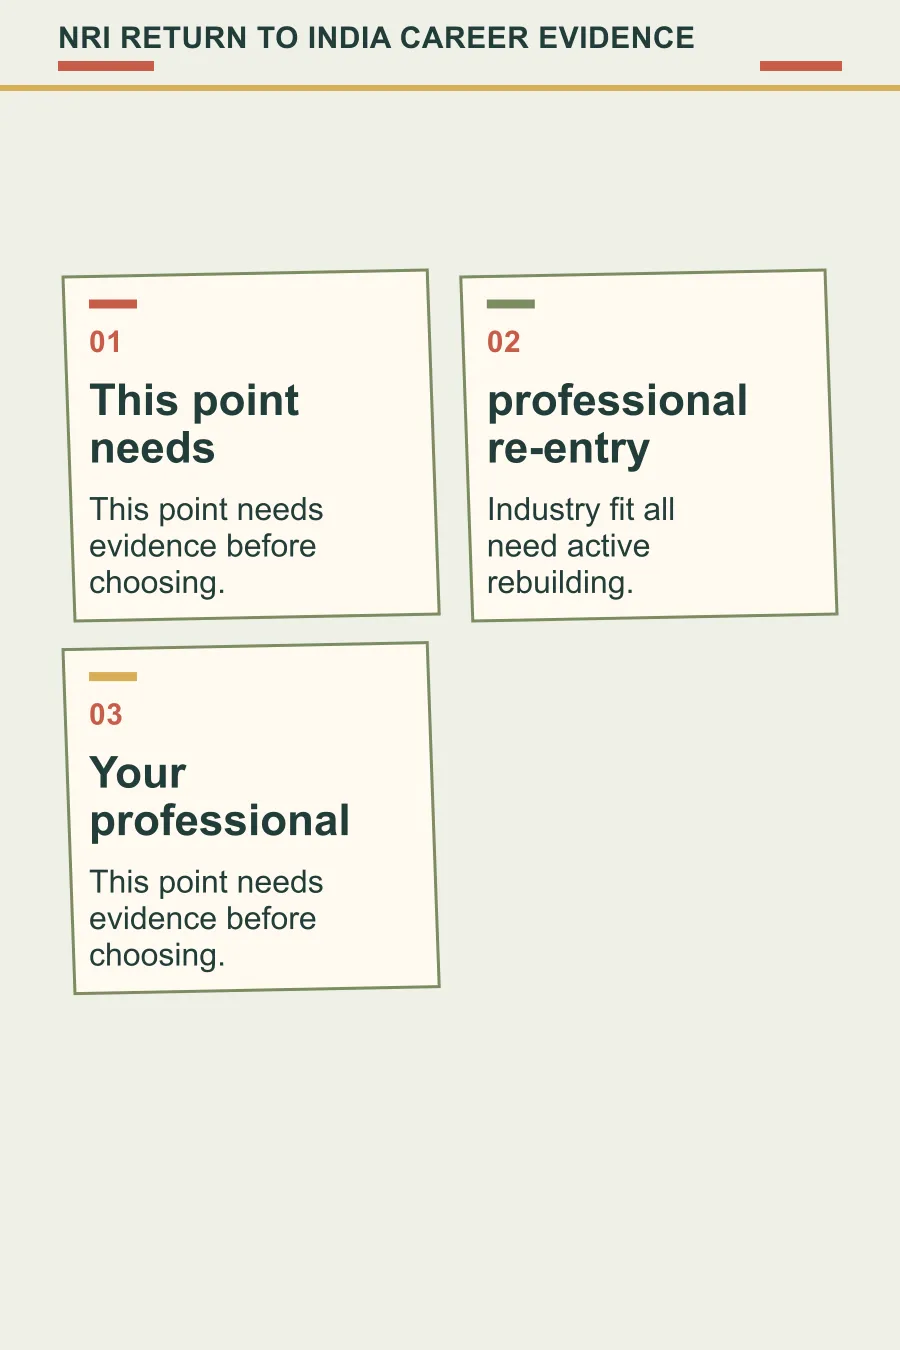 NRI RETURN TO INDIA CAREER EVIDENCE
01
This point
needs
This point needs
evidence before
choosing.
02
professional
re-entry
Industry fit all
need active
rebuilding.
03
Your
professional
This point needs
evidence before
choosing.